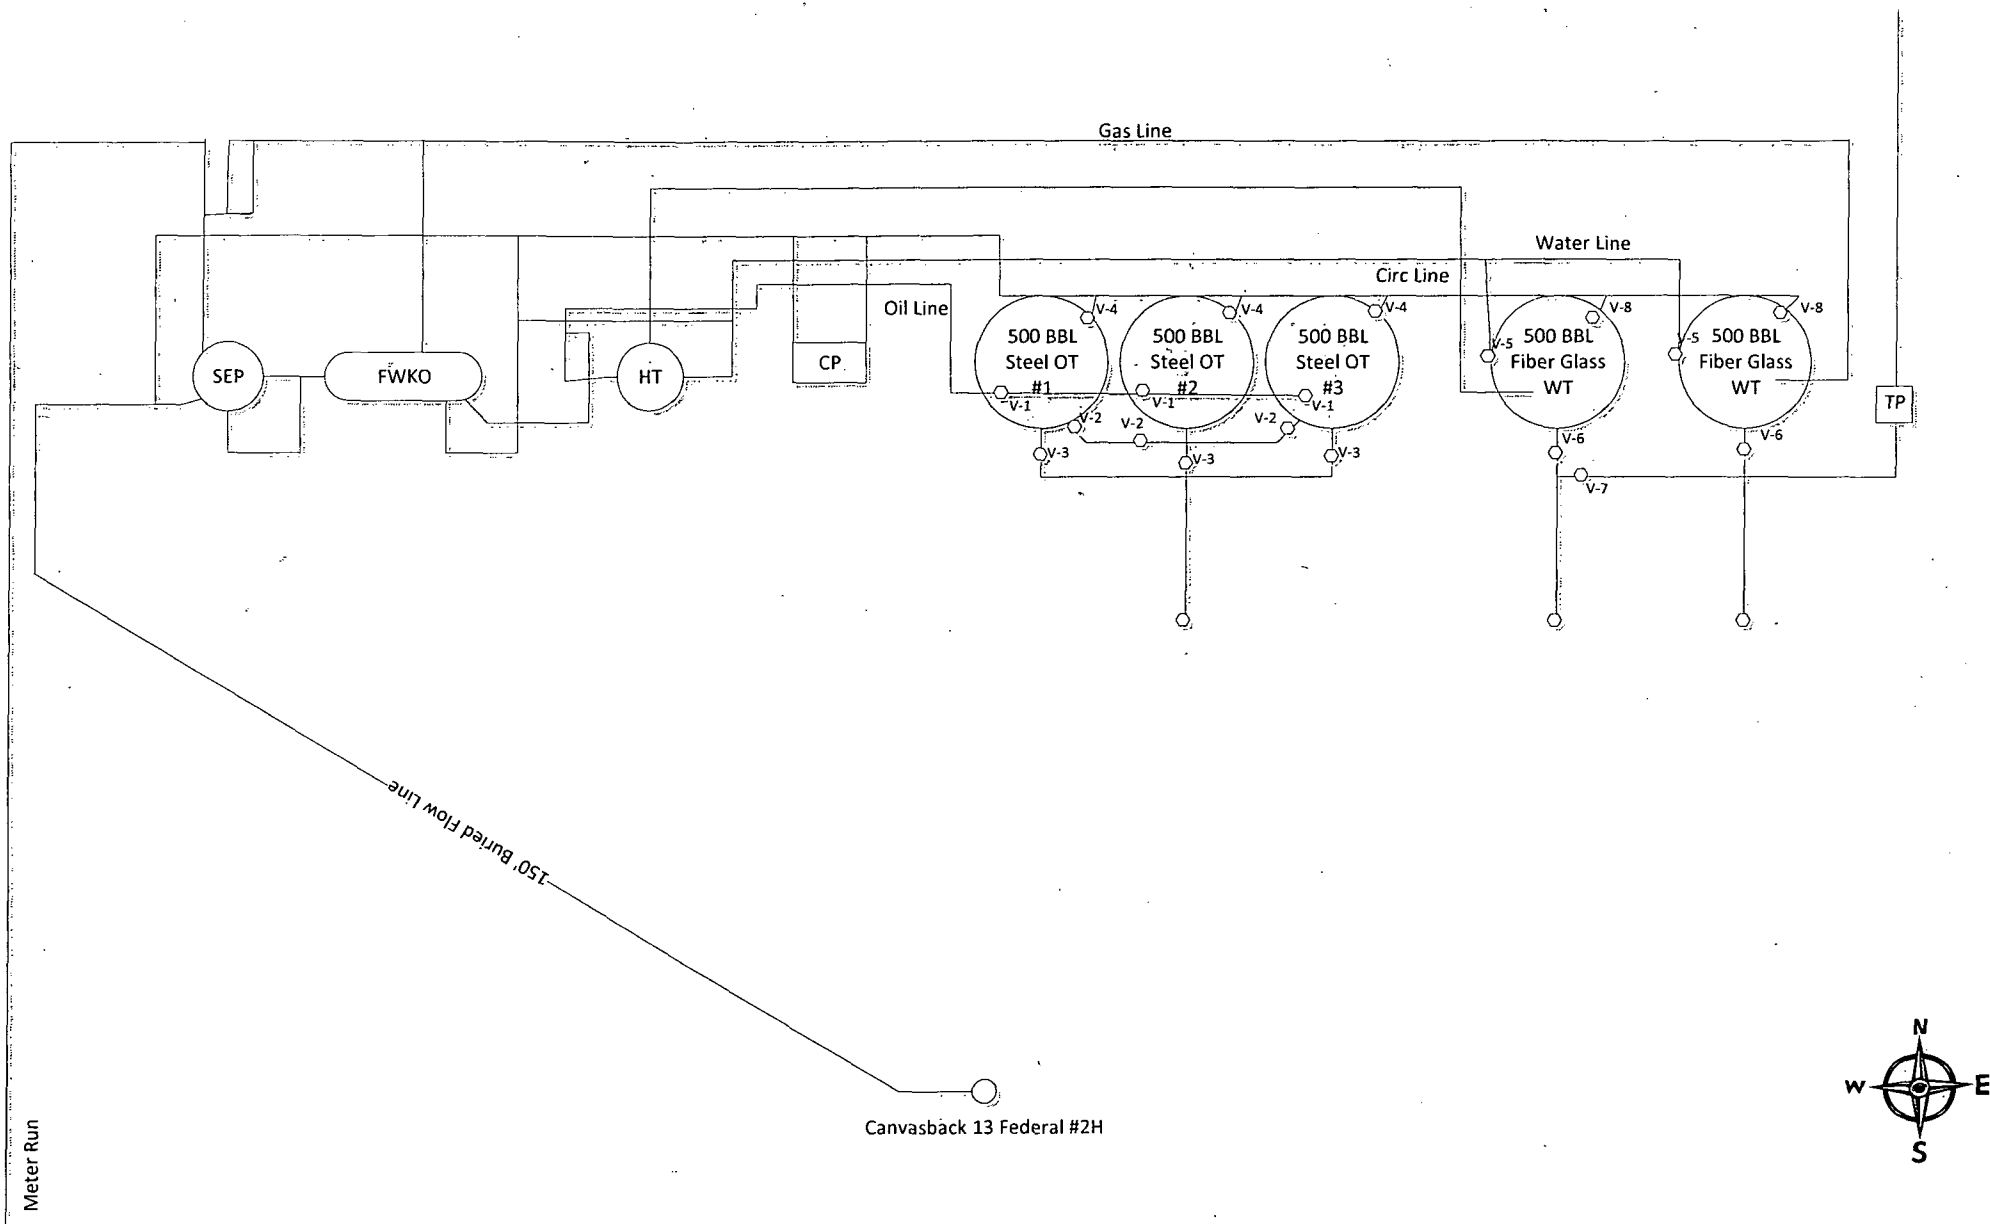 Gas Line
Water Line
Circ Line
Oil Line
V-4
V-4
V-4
V-8
V-8
SEP
FWKO
HT
CP
500 BBL
Steel OT
#1
500 BBL
Steel OT
#2
500 BBL
Steel OT
#3
V-5
500 BBL
Fiber Glass
WT
V-5
500 BBL
Fiber Glass
WT
TP
V-1
V-1
V-1
V-2
V-2
V-2
V-3
V-3
V-3
V-6
V-6
V-7
150' Buried Flow Line
Canvasback 13 Federal #2H
Meter Run
N
W
E
S